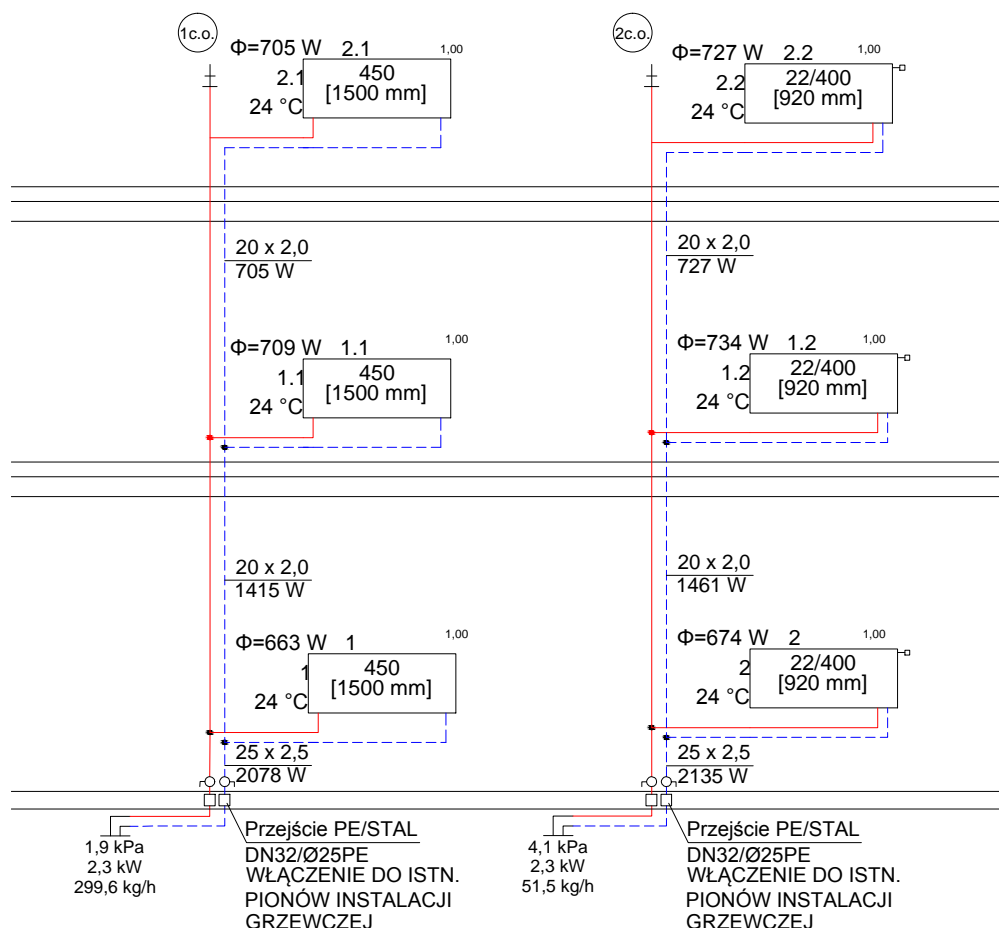 1c.o.
Φ=705 W 2.1 1,00
2.1
24 °C
450
[1500 mm]
20 x 2,0
705 W
Φ=709 W 1.1 1,00
1.1
24 °C
450
[1500 mm]
20 x 2,0
1415 W
Φ=663 W 1 1,00
1
24 °C
450
[1500 mm]
25 x 2,5
2078 W
1,9 kPa
2,3 kW
299,6 kg/h
Przejście PE/STAL
DN32/Ø25PE
WŁĄCZENIE DO ISTN.
PIONÓW INSTALACJI
GRZEWCZEJ
2c.o.
Φ=727 W 2.2 1,00
2.2
24 °C
22/400
[920 mm]
20 x 2,0
727 W
Φ=734 W 1.2 1,00
1.2
24 °C
22/400
[920 mm]
20 x 2,0
1461 W
Φ=674 W 2 1,00
2
24 °C
22/400
[920 mm]
25 x 2,5
2135 W
4,1 kPa
2,3 kW
51,5 kg/h
Przejście PE/STAL
DN32/Ø25PE
WŁĄCZENIE DO ISTN.
PIONÓW INSTALACJI
GRZEWCZEJ